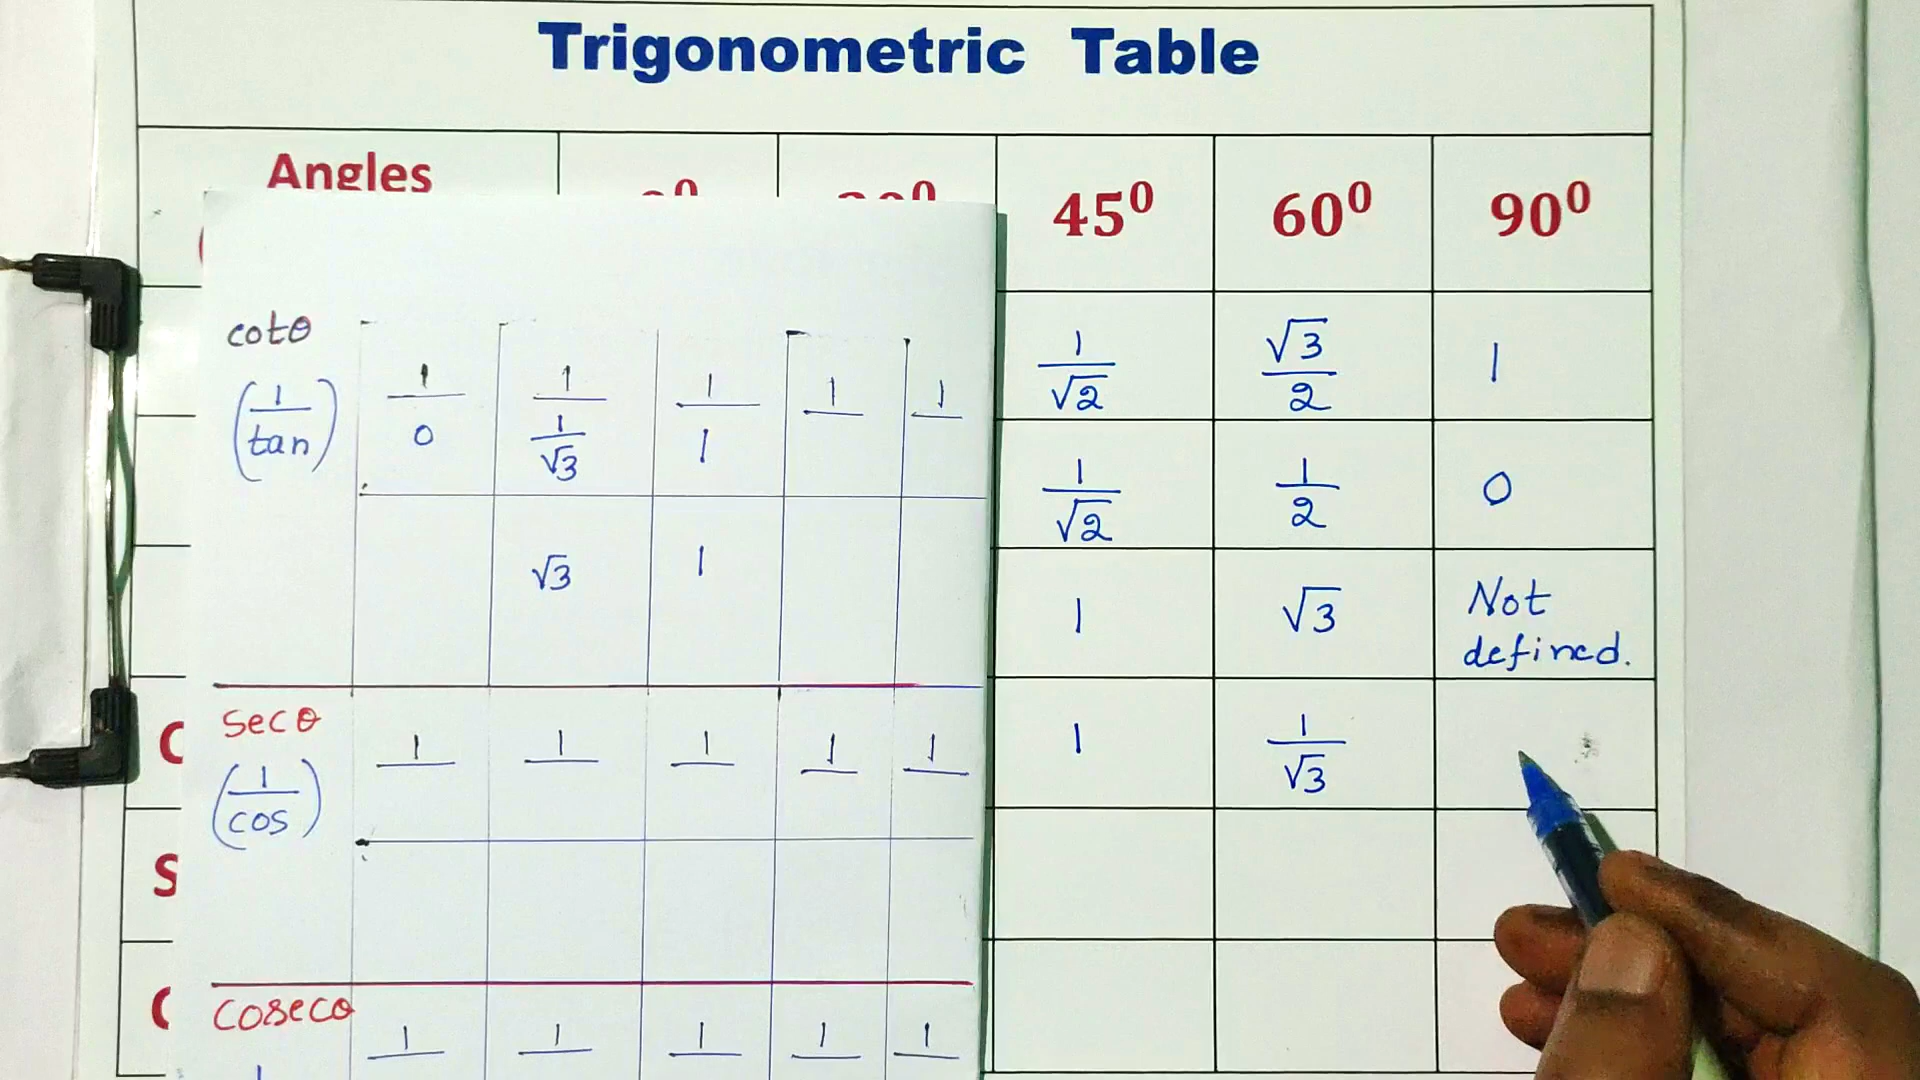 Trigonometric Table
Angles
45⁰ 60⁰ 90⁰
cotθ
(1/tan) 1/0 1/(1/√3) 1/1 1 1
√3 1
secθ
(1/cos) 1 1 1 1 1
cosecθ
1 1 1 1 1
1/√2 √3/2 1
1/√2 1/2 0
1 √3 Not
defined.
1 1/√3
C
S